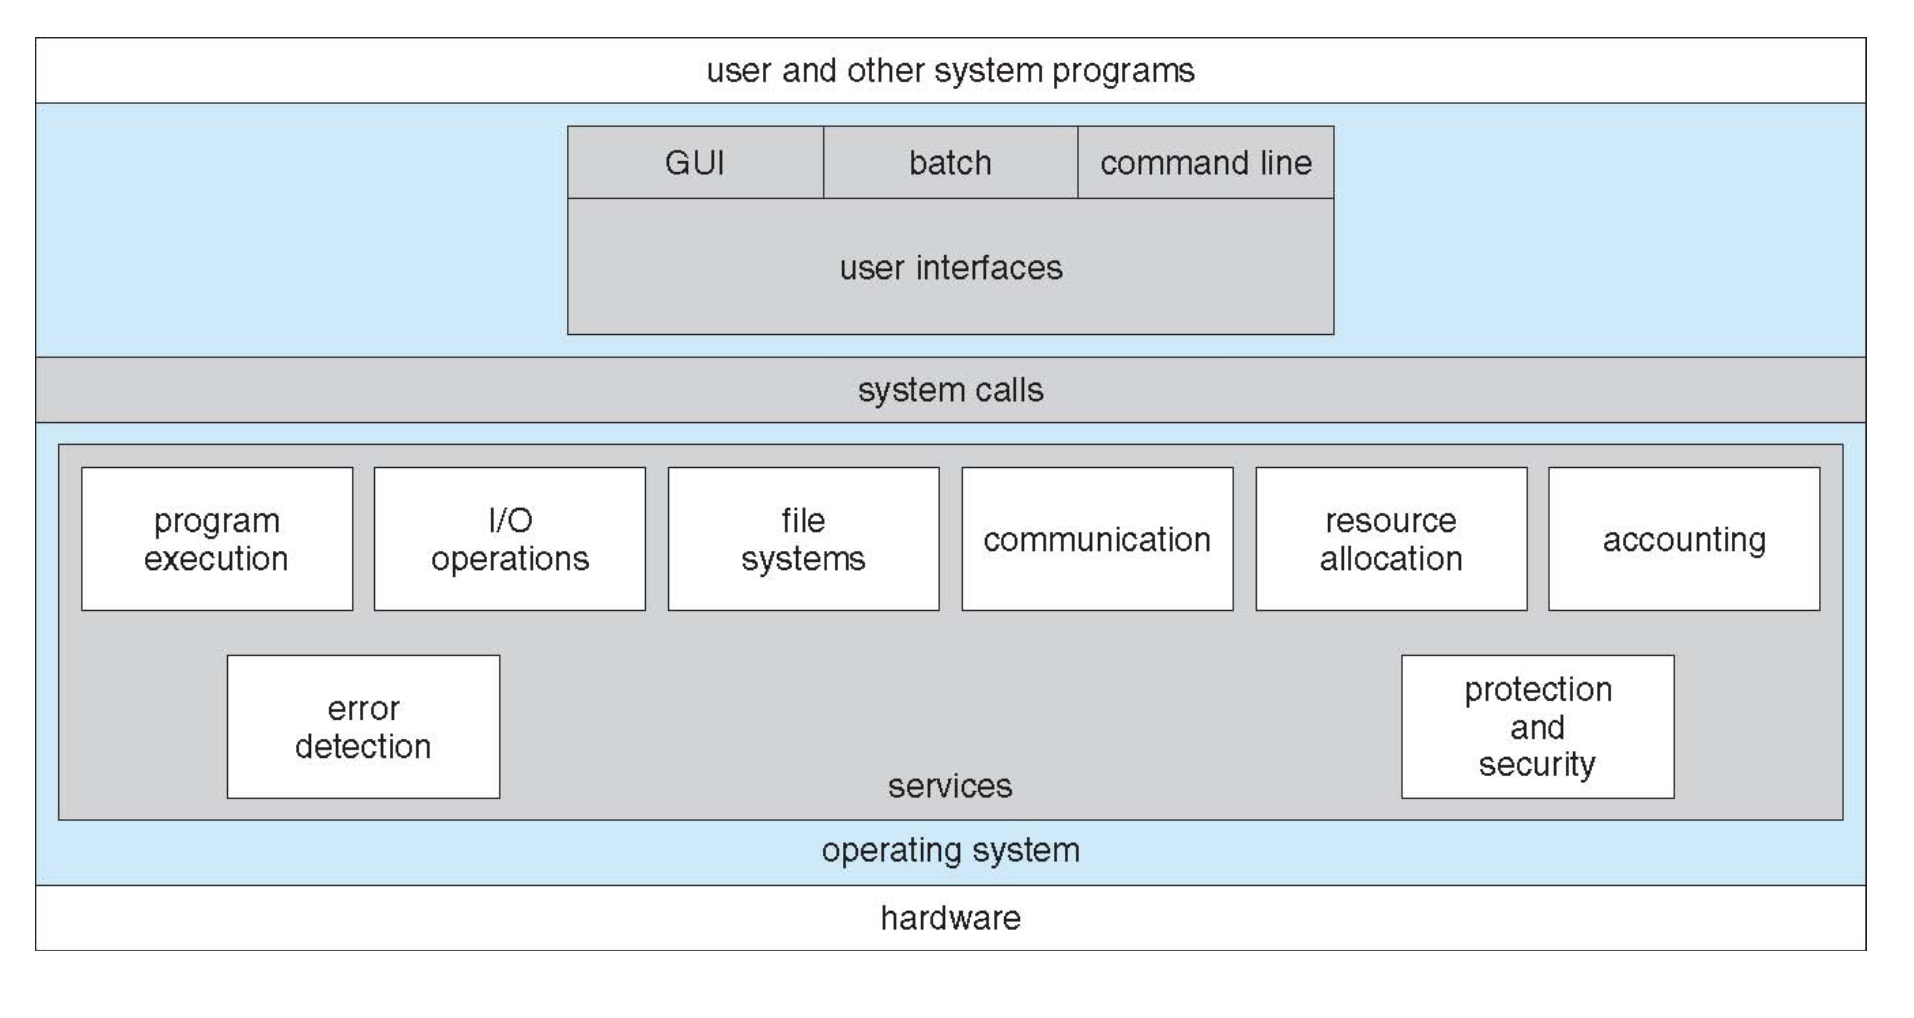 user and other system programs
GUI
batch
command line
user interfaces
system calls
program
execution
I/O
operations
file
systems
communication
resource
allocation
accounting
error
detection
protection
and
security
services
operating system
hardware